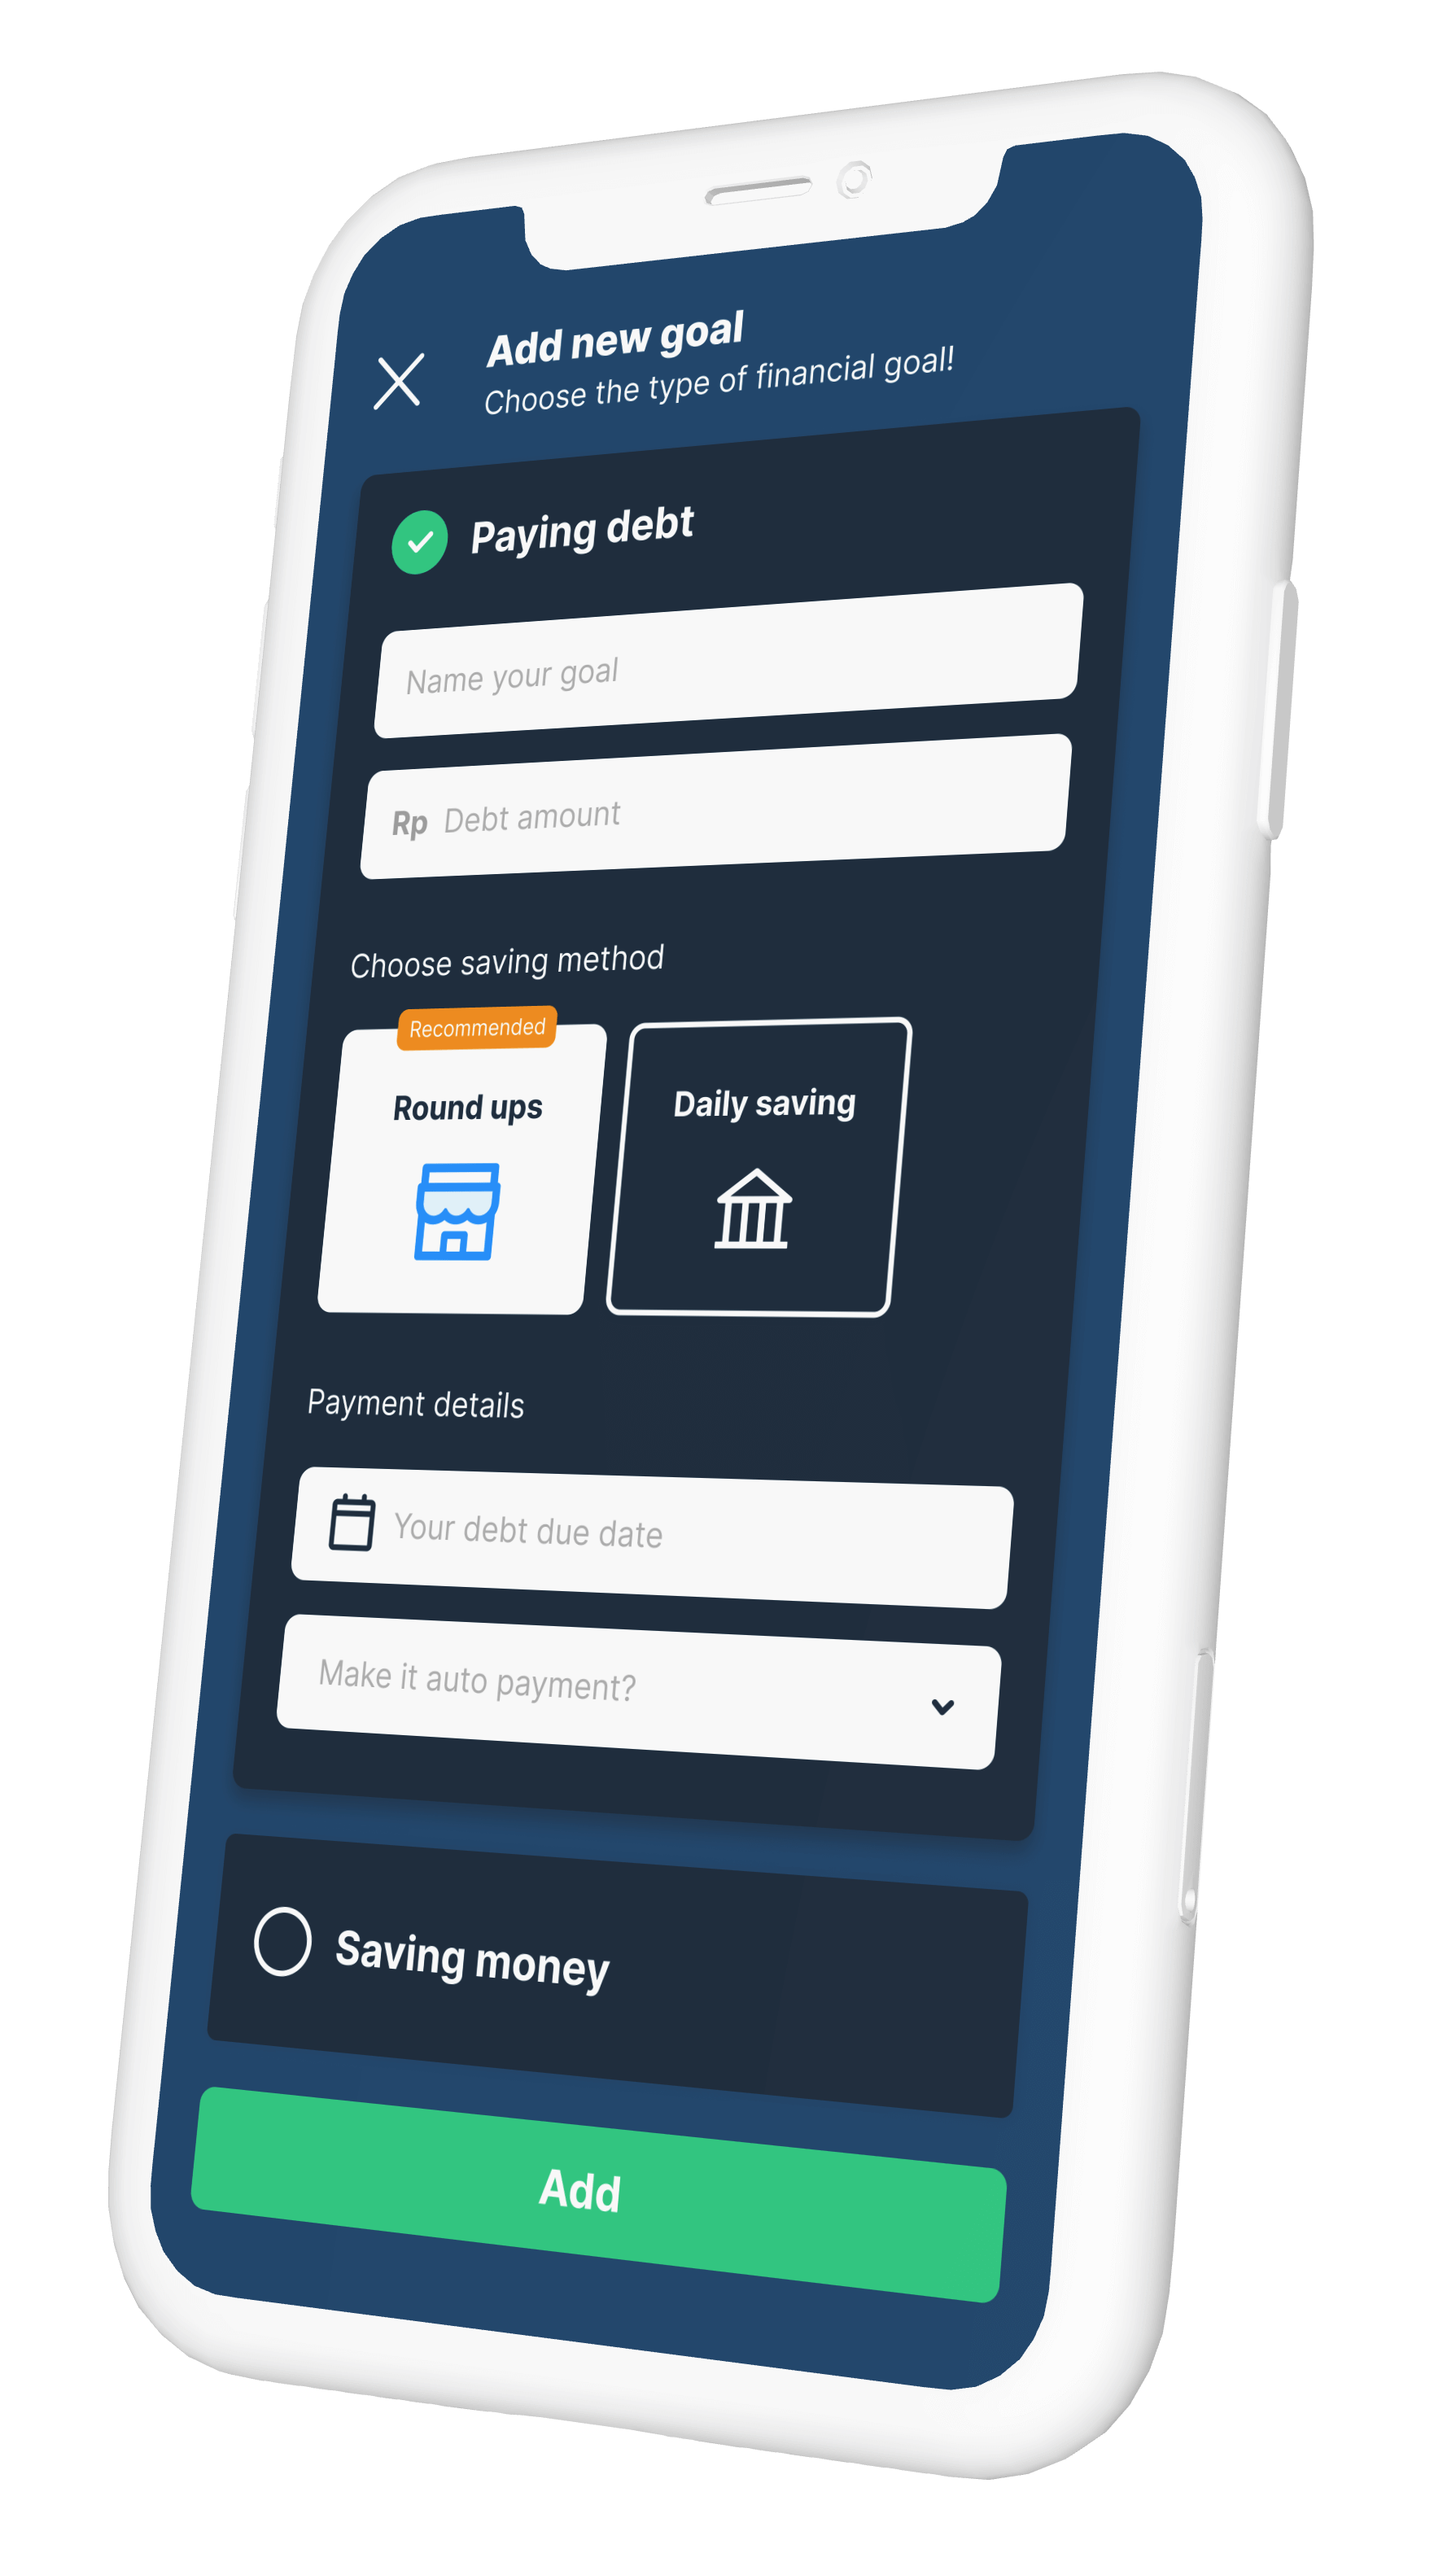 Add new goal
Choose the type of financial goal!
Paying debt
Name your goal
Rp Debt amount
Choose saving method
Recommended
Round ups
Daily saving
Payment details
Your debt due date
Make it auto payment?
Saving money
Add